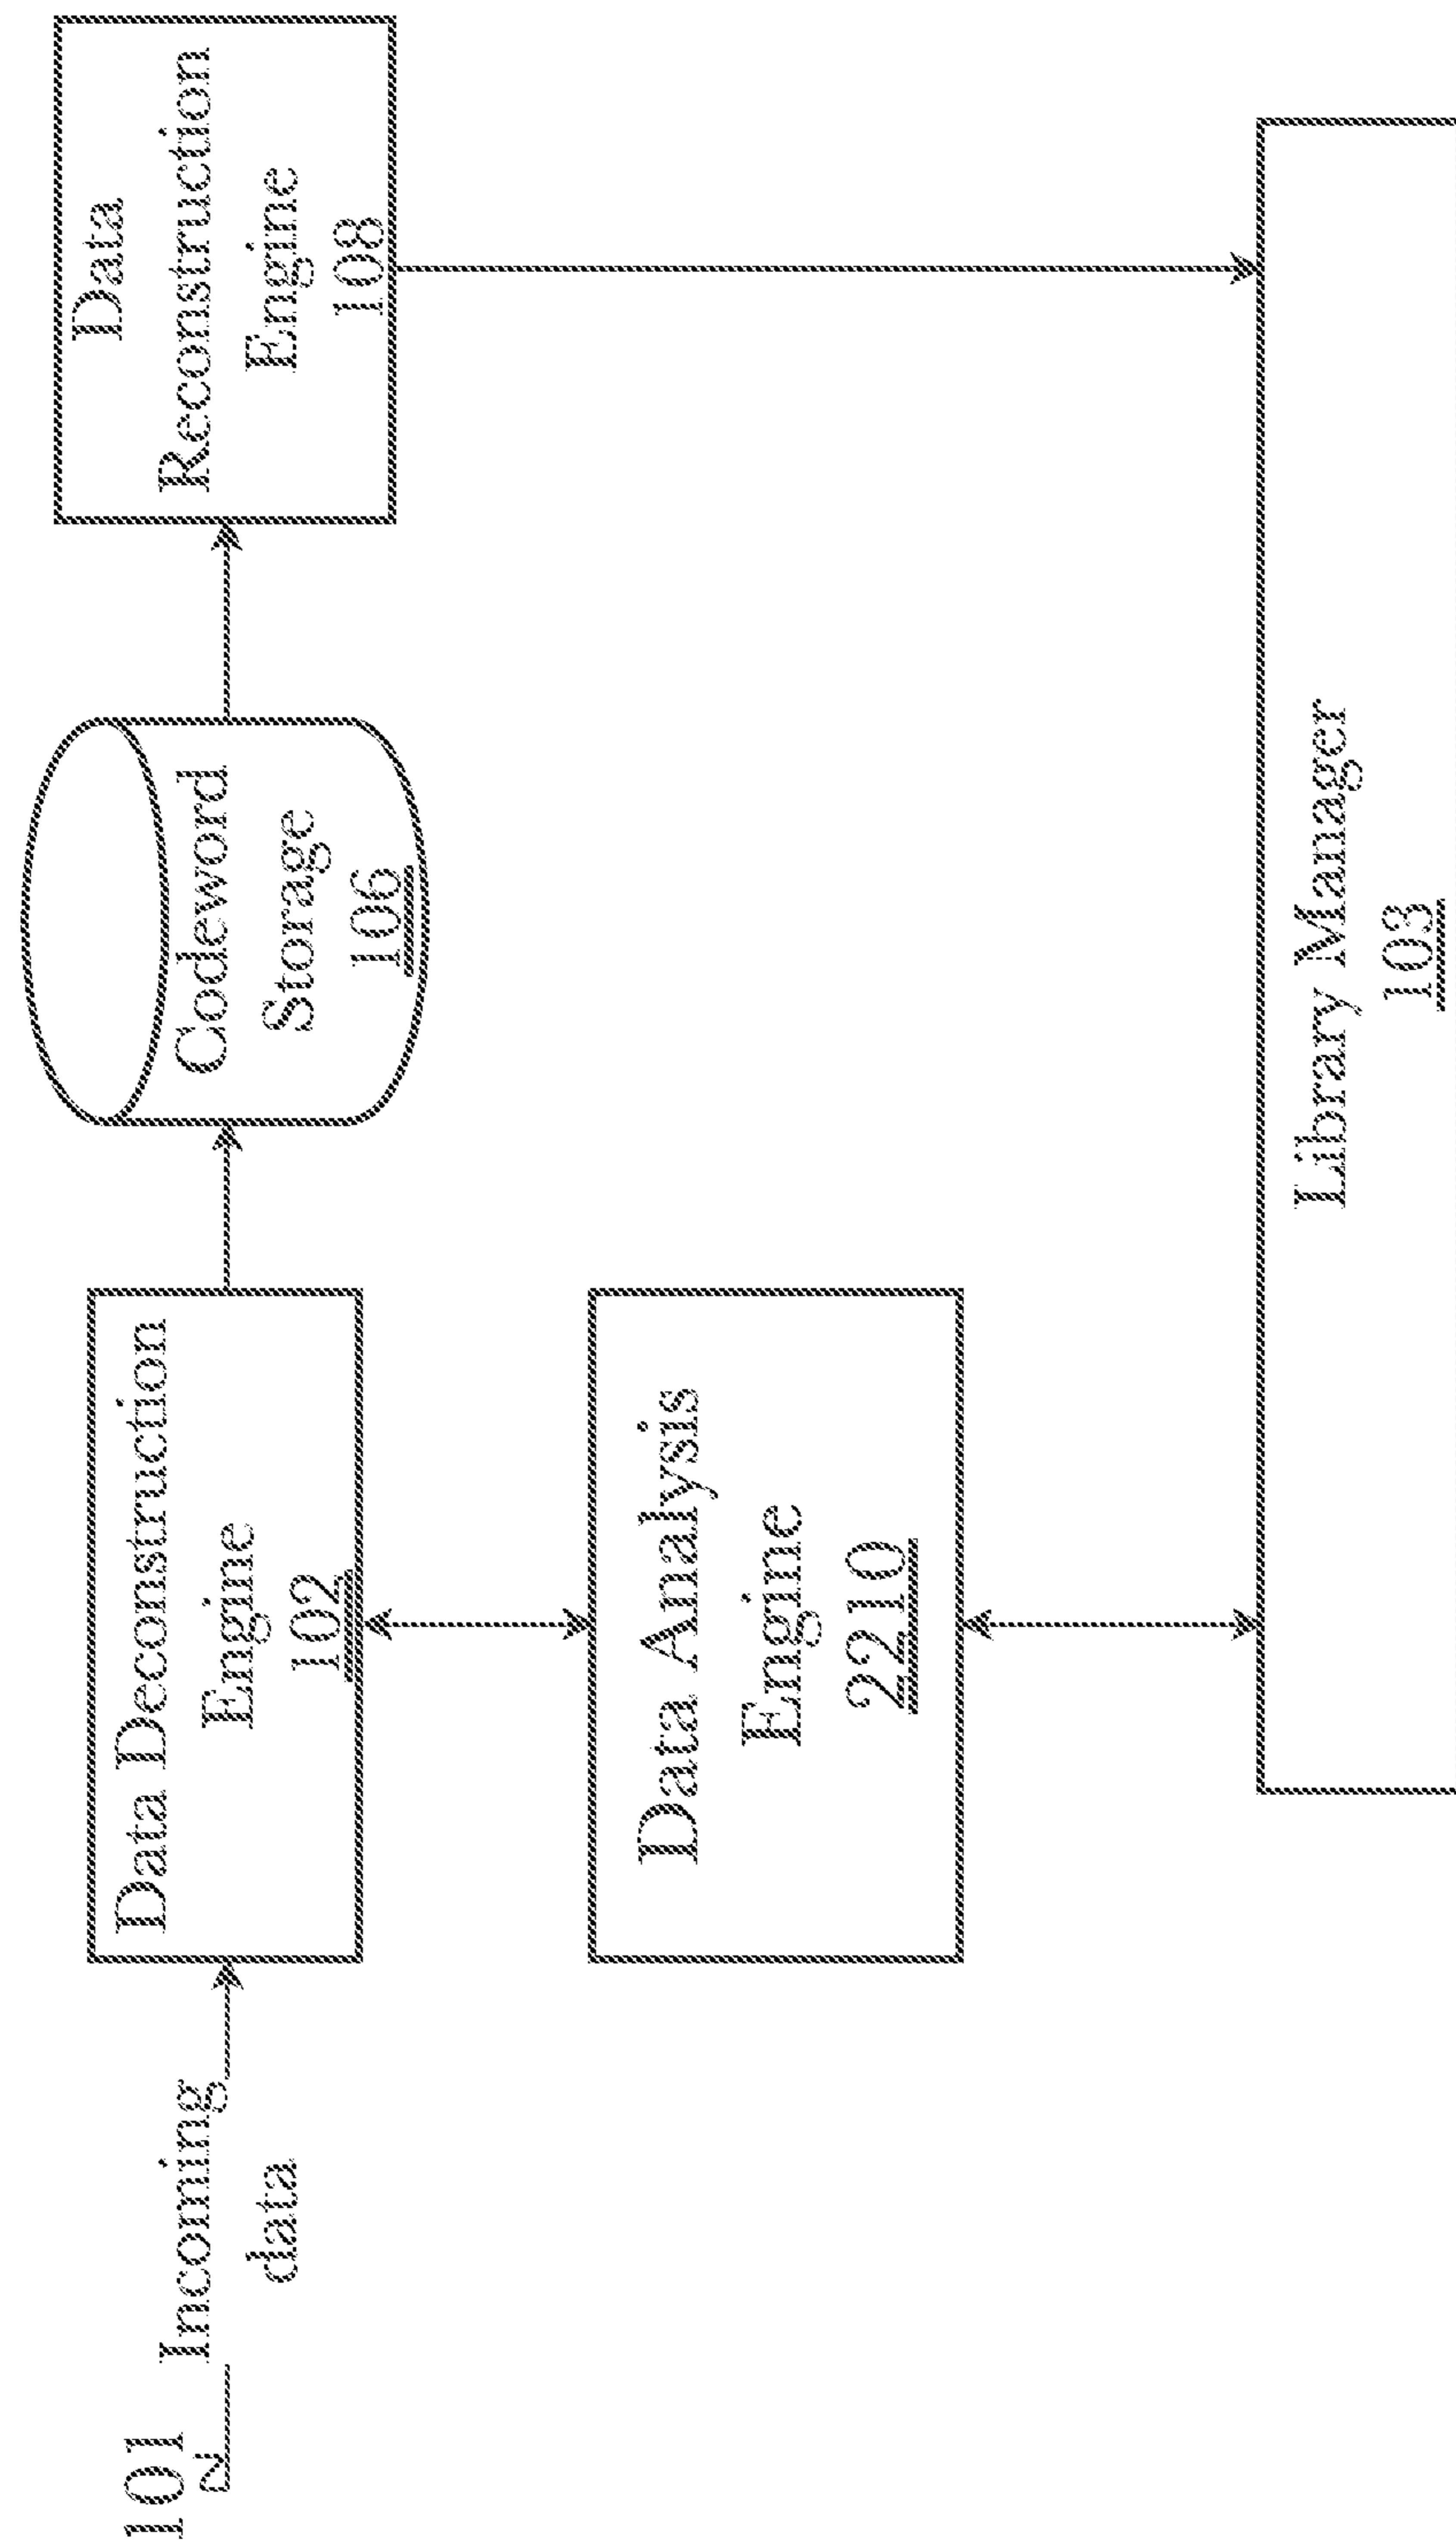 101
Incoming
data
Data Deconstruction
Engine
102
Codeword
Storage
106
Data
Reconstruction
Engine
108
Data Analysis
Engine
2210
Library Manager
103